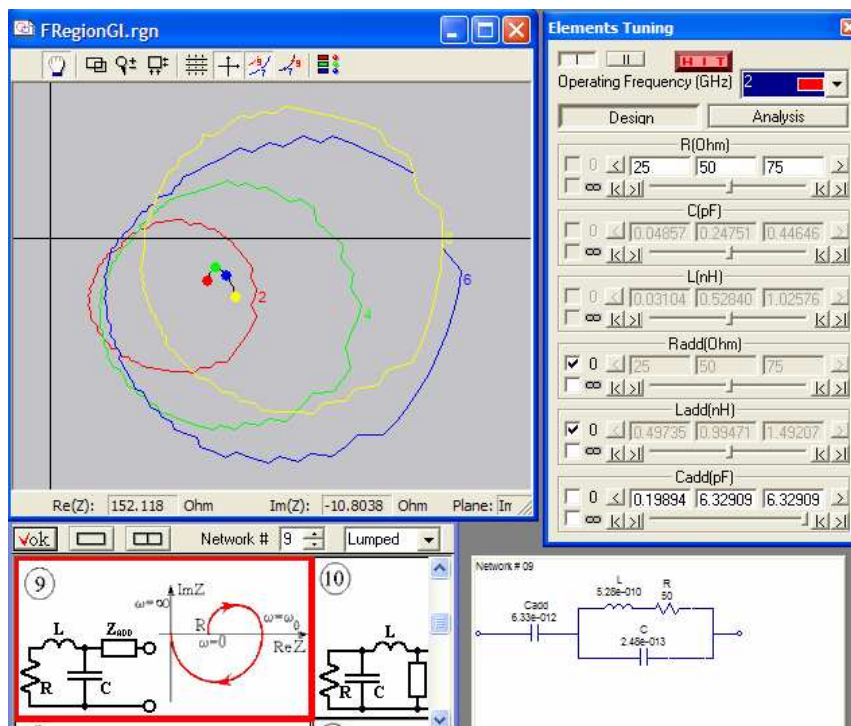 FRegionGI.rgn
2
4
6
Re(Z): 152.118 Ohm Im(Z): -10.8038 Ohm Plane: Im
Elements Tuning
I II HIT
Operating Frequency (GHz) 2
Design Analysis
R(Ohm)
0 < 25 50 75 >
∞
C(pF)
0 < 0.04857 0.24751 0.44646 >
∞
L(nH)
0 < 0.03104 0.52840 1.02576 >
∞
Radd(Ohm)
0 < 25 50 75 >
∞
Ladd(nH)
0 < 0.49735 0.99471 1.49207 >
∞
Cadd(pF)
0 < 0.19894 6.32909 6.32909 >
∞
ok Network # 9 Lumped
9
ImZ
ω=∞
R
ω=0
ω=ω0
ReZ
L
ZADD
R
C
10
L
R
C
Network # 09
Cadd
6.33e-012
L
5.28e-010
R
50
C
2.48e-013